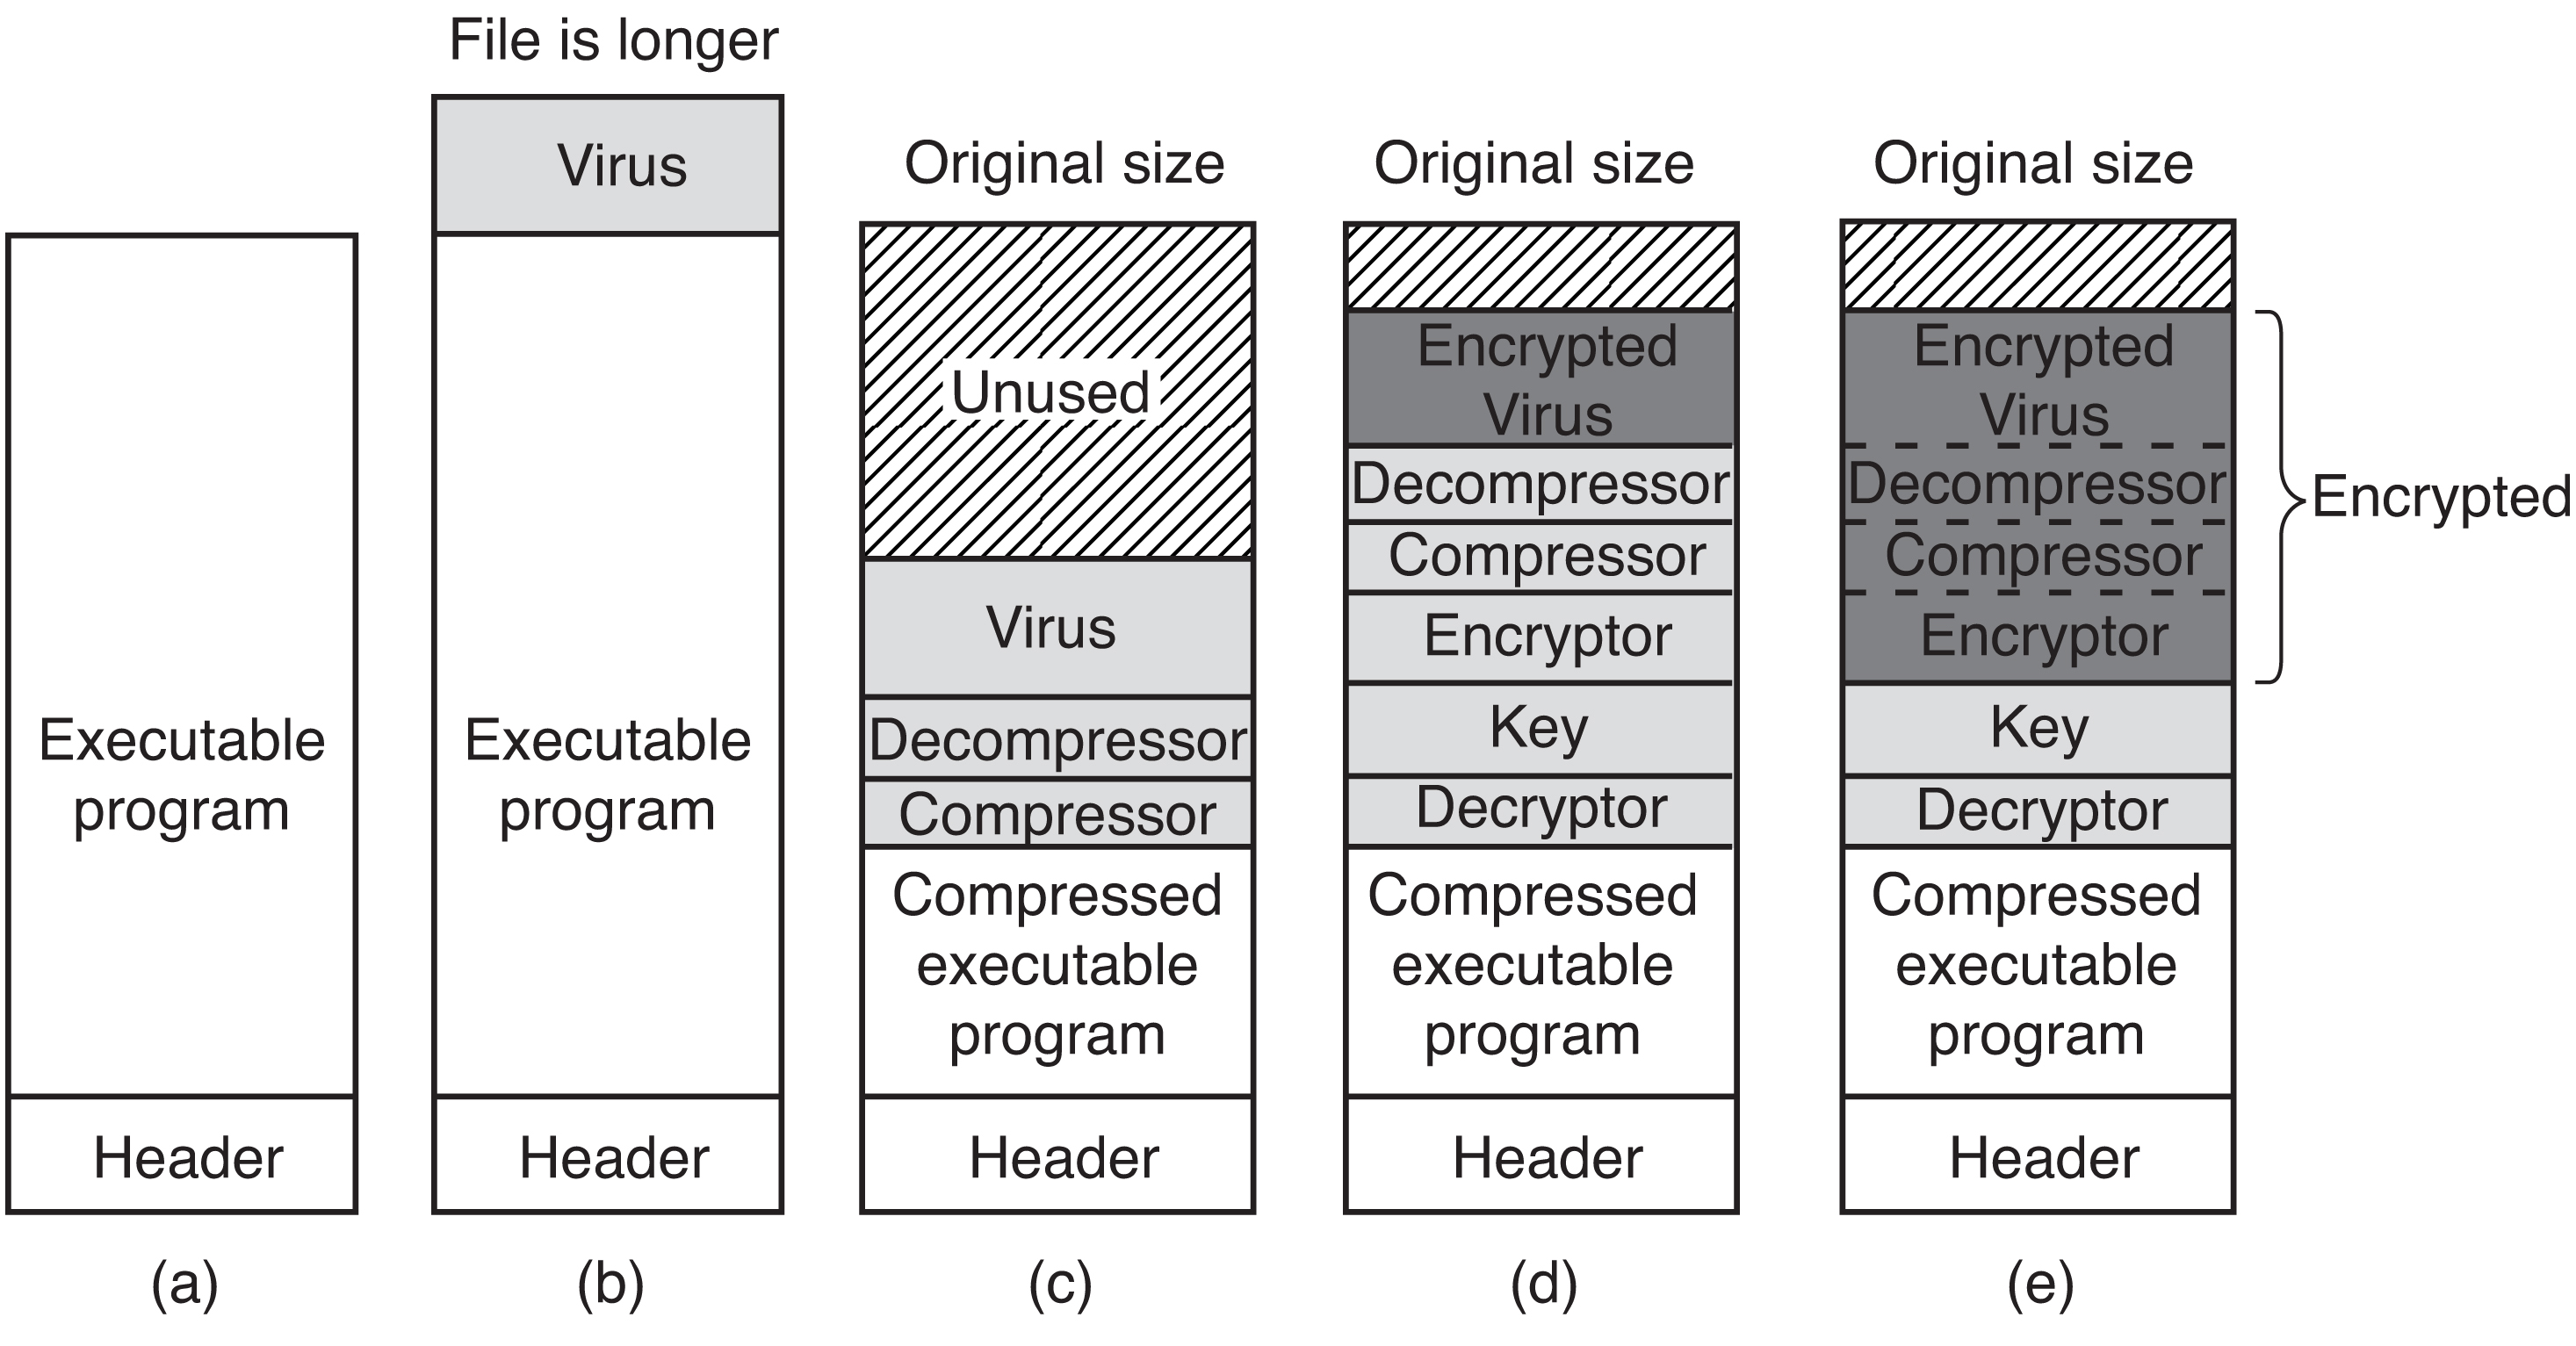 File is longer
Virus
Executable
program
Header
(b)
Executable
program
Header
(a)
Original size
Unused
Virus
Decompressor
Compressor
Compressed
executable
program
Header
(c)
Original size
Encrypted
Virus
Decompressor
Compressor
Encryptor
Key
Decryptor
Compressed
executable
program
Header
(d)
Original size
Encrypted
Virus
Decompressor
Compressor
Encryptor
Key
Decryptor
Compressed
executable
program
Header
(e)
Encrypted